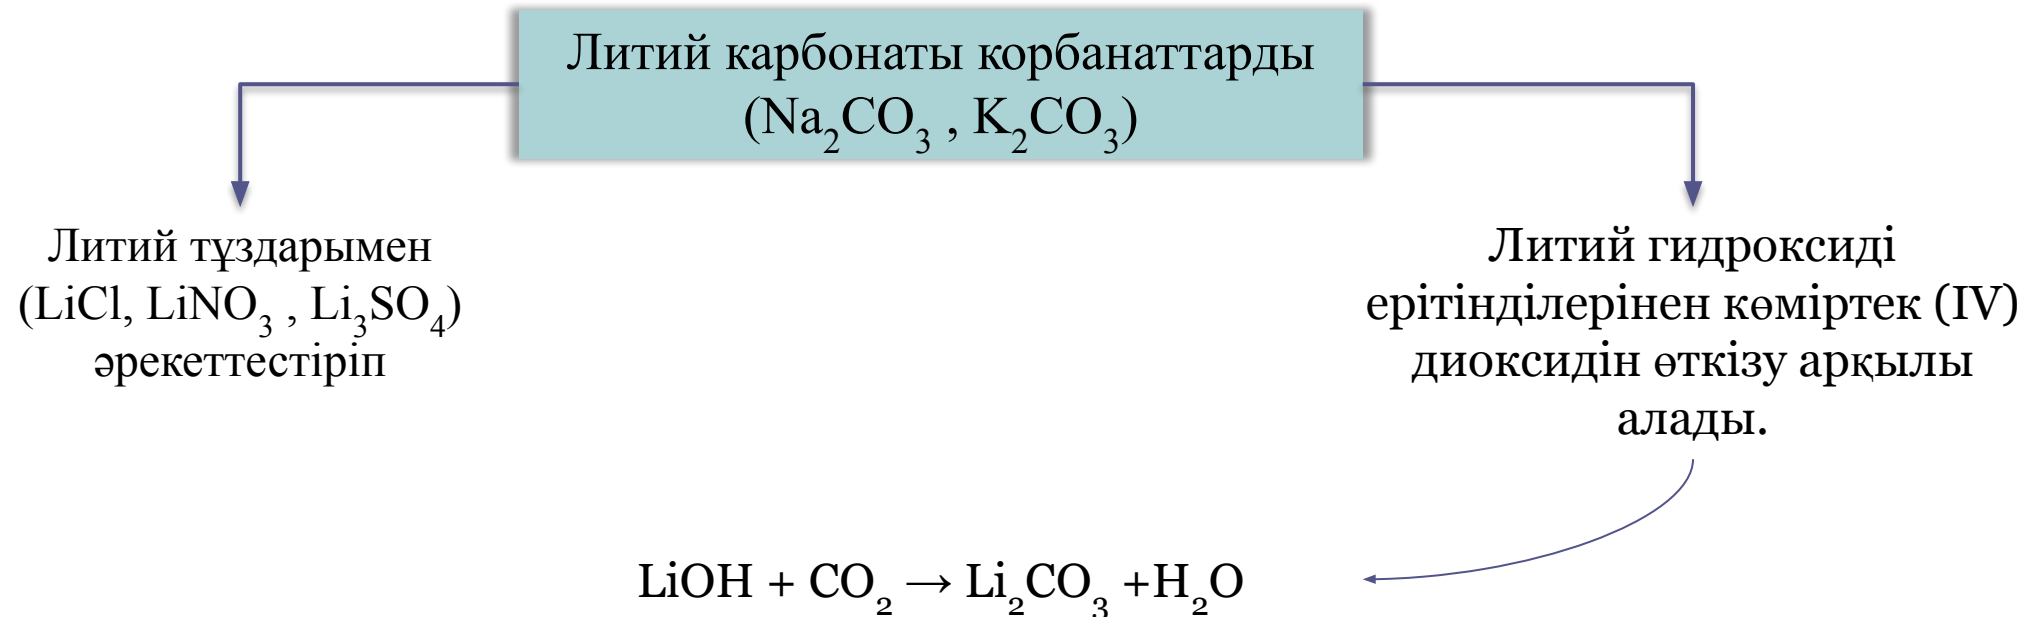 Литий карбонаты корбанаттарды
(Na₂CO₃ , K₂CO₃)
Литий тұздарымен
(LiCl, LiNO₃ , Li₃SO₄)
әрекеттестіріп
Литий гидроксиді
ерітінділерінен көміртек (IV)
диоксидін өткізу арқылы
алады.
LiOH + CO₂ → Li₂CO₃ +H₂O